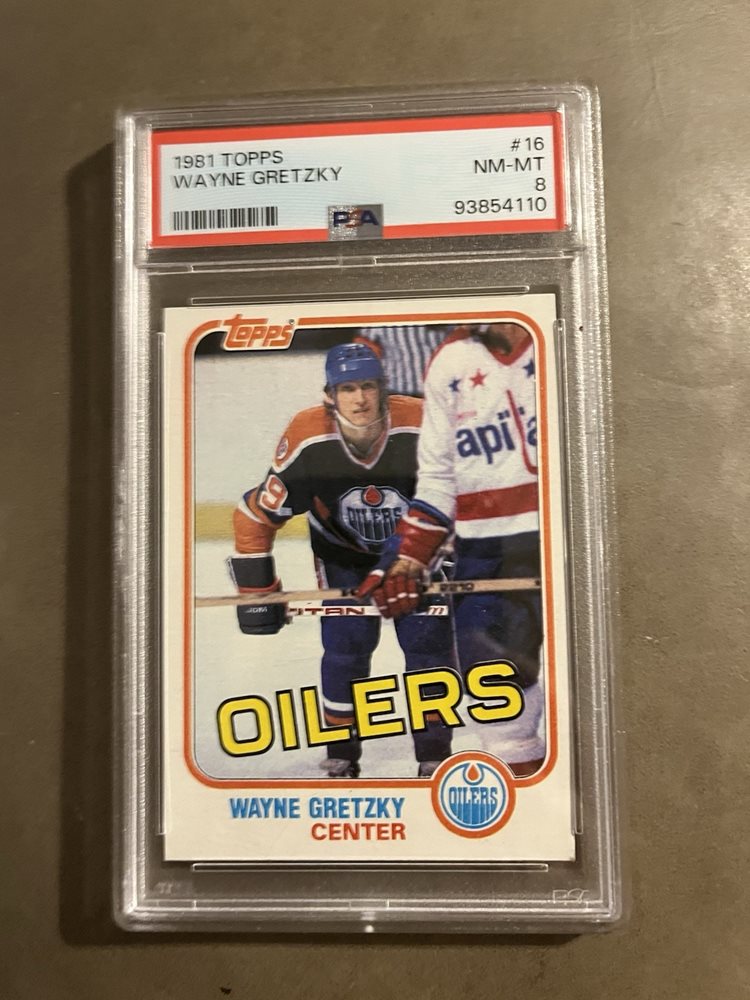 1981 TOPPS #16
WAYNE GRETZKY NM-MT
8
93854110
PSA
TOPPS
apita
9
OILERS
TITAN
OILERS
OILERS
WAYNE GRETZKY
CENTER